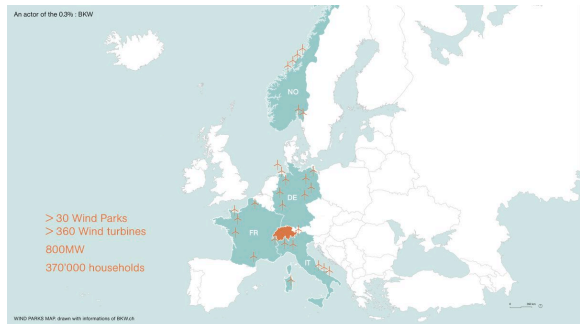 An actor of the 0.3% : BKW
NO
DE
FR
IT
> 30 Wind Parks
> 360 Wind turbines
800MW
370'000 households
WIND PARKS MAP, drawn with informations of BKW.ch